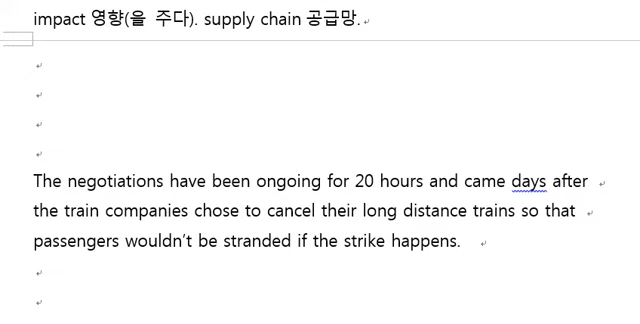 impact 영향(을 주다). supply chain 공급망.
The negotiations have been ongoing for 20 hours and came days after
the train companies chose to cancel their long distance trains so that
passengers wouldn’t be stranded if the strike happens.